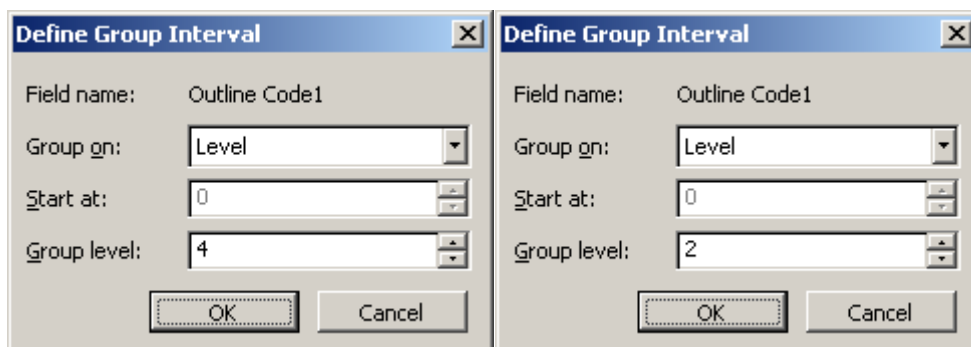 Define Group Interval
Field name: Outline Code1
Group on: Level
Start at: 0
Group level: 4
OK Cancel
Define Group Interval
Field name: Outline Code1
Group on: Level
Start at: 0
Group level: 2
OK Cancel